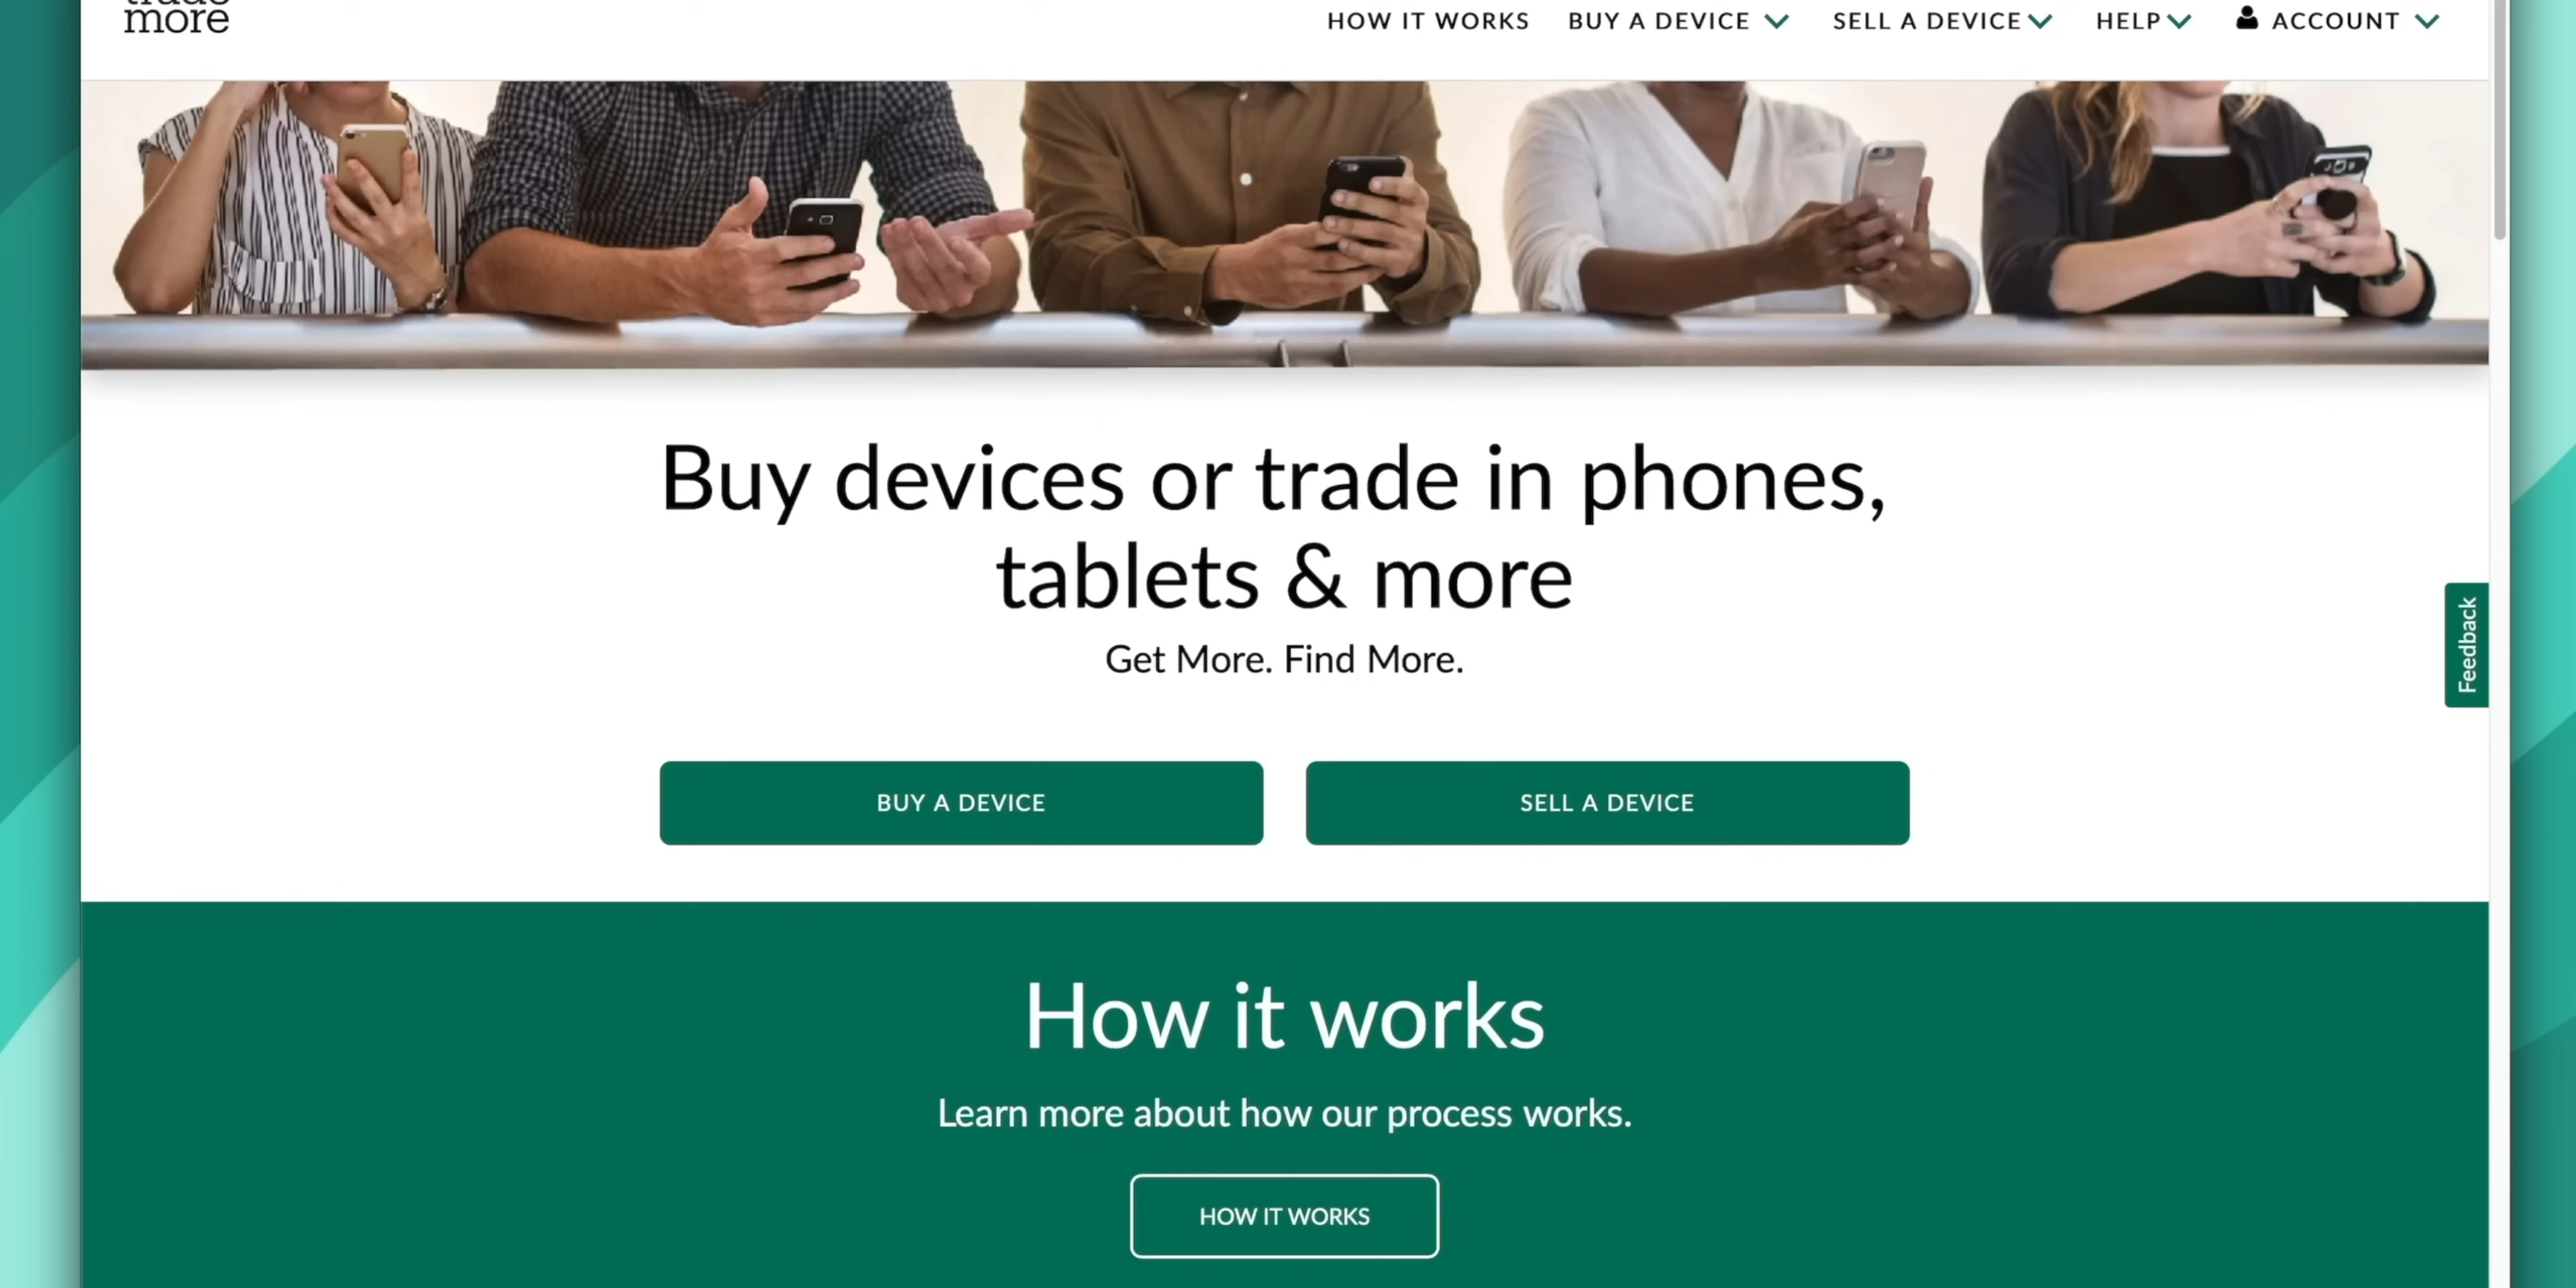 more
HOW IT WORKS
BUY A DEVICE
SELL A DEVICE
HELP
ACCOUNT
Buy devices or trade in phones,
tablets & more
Get More. Find More.
Feedback
BUY A DEVICE
SELL A DEVICE
How it works
Learn more about how our process works.
HOW IT WORKS